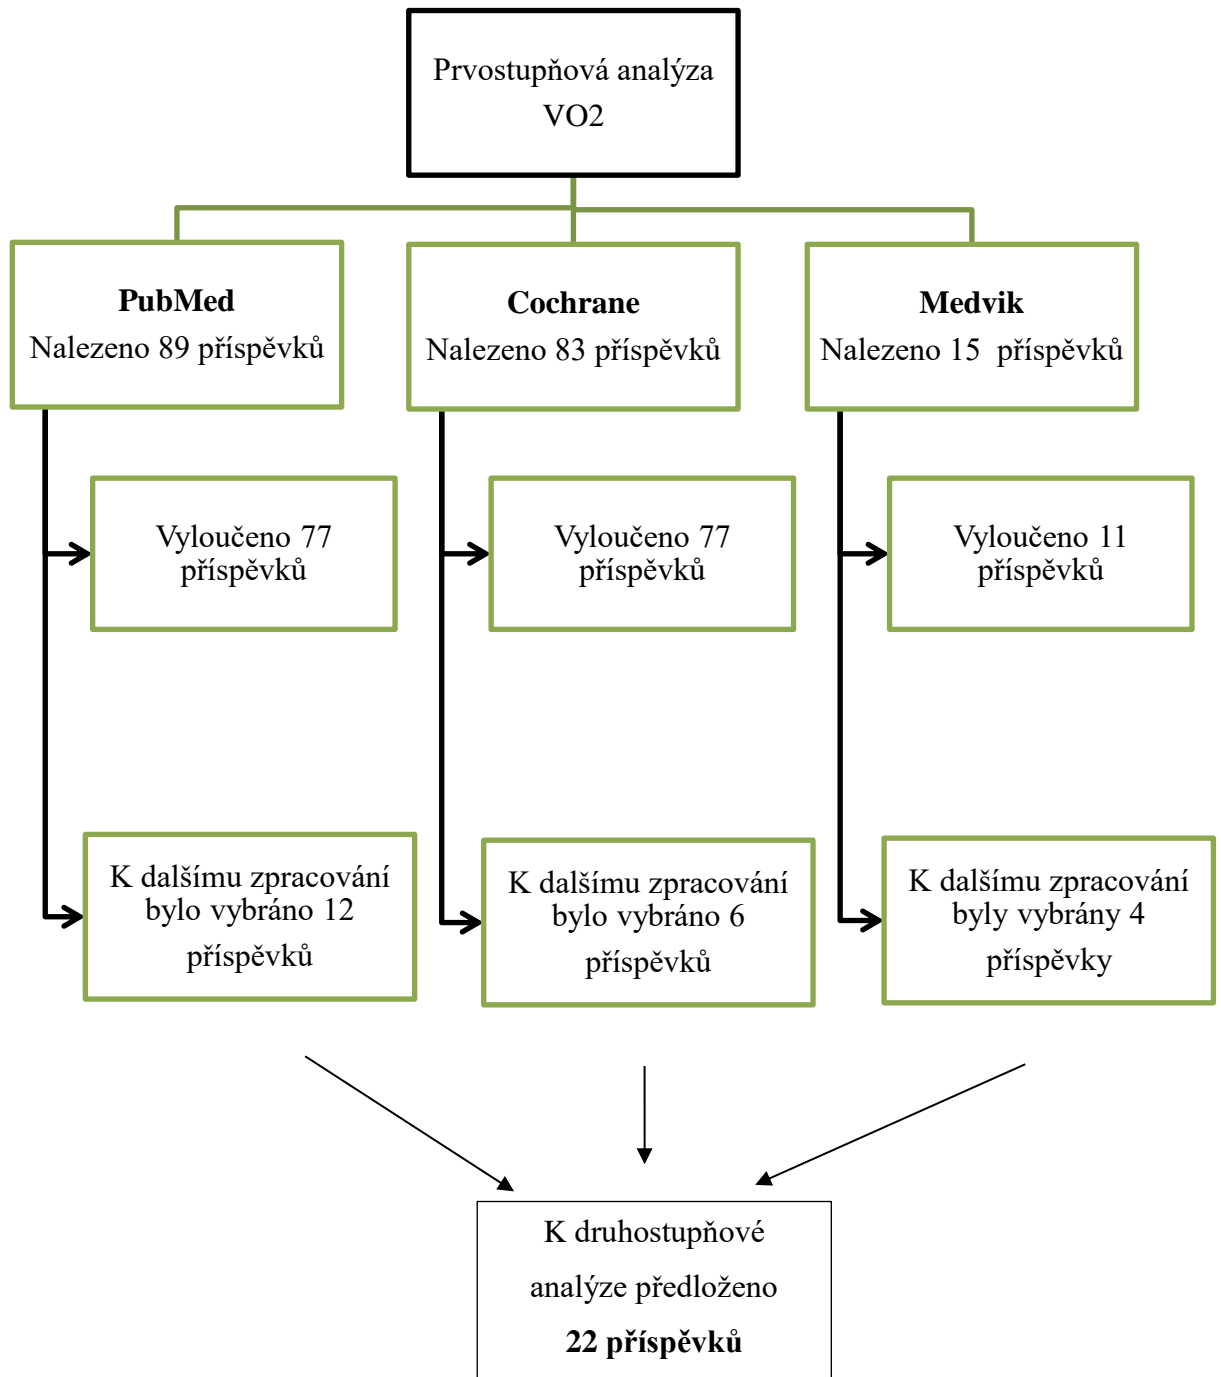 Prvostupňová analýza
VO2
PubMed
Nalezeno 89 příspěvků
Cochrane
Nalezeno 83 příspěvků
Medvik
Nalezeno 15  příspěvků
Vyloučeno 77
příspěvků
Vyloučeno 77
příspěvků
Vyloučeno 11
příspěvků
K dalšímu zpracování
bylo vybráno 12
příspěvků
K dalšímu zpracování
bylo vybráno 6
příspěvků
K dalšímu zpracování
byly vybrány 4
příspěvky
K druhostupňové
analýze předloženo
22 příspěvků